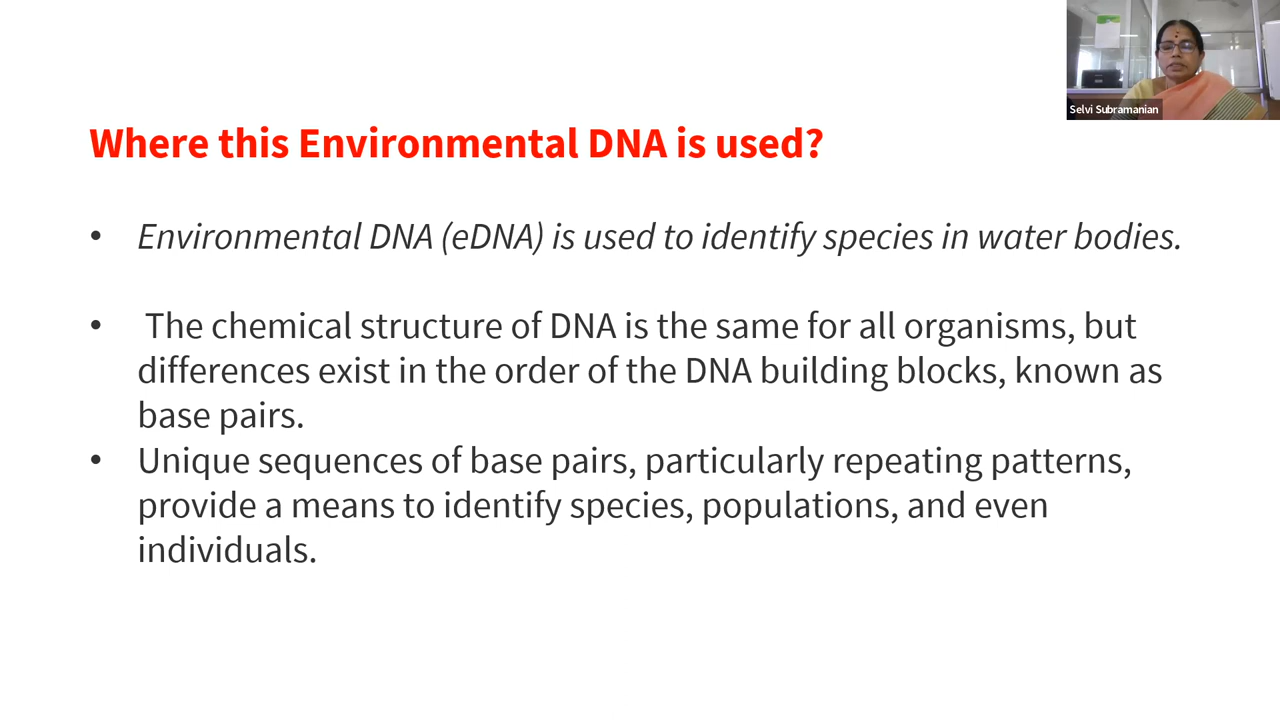 Selvi Subramanian
Where this Environmental DNA is used?
• Environmental DNA (eDNA) is used to identify species in water bodies.
• The chemical structure of DNA is the same for all organisms, but
differences exist in the order of the DNA building blocks, known as
base pairs.
• Unique sequences of base pairs, particularly repeating patterns,
provide a means to identify species, populations, and even
individuals.